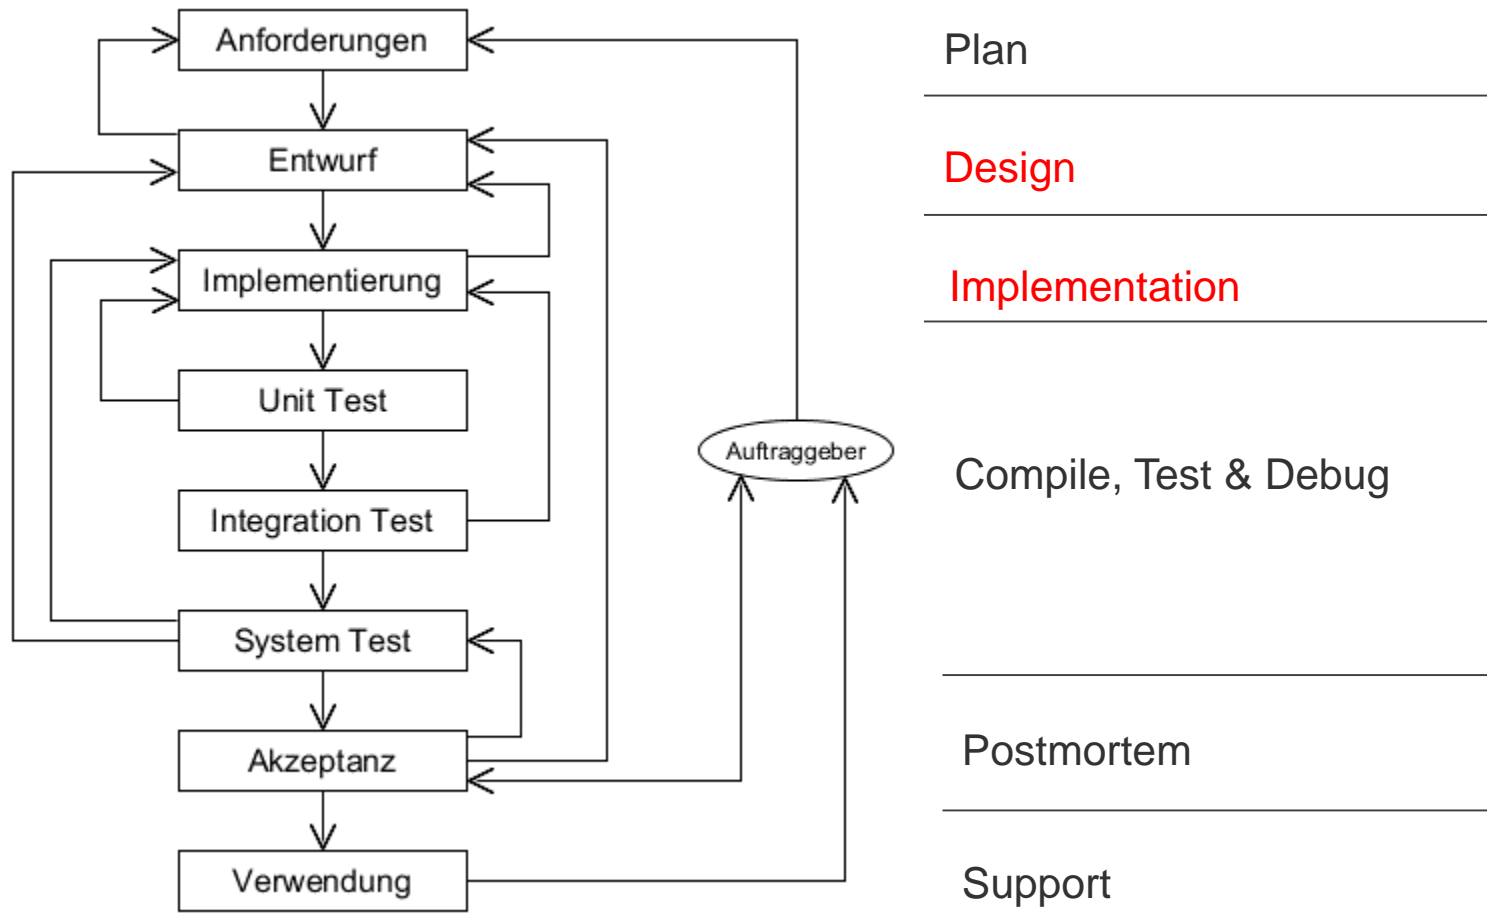 Anforderungen
Plan
Entwurf
Design
Implementierung
Implementation
Unit Test
Auftraggeber
Compile, Test & Debug
Integration Test
System Test
Akzeptanz
Postmortem
Verwendung
Support